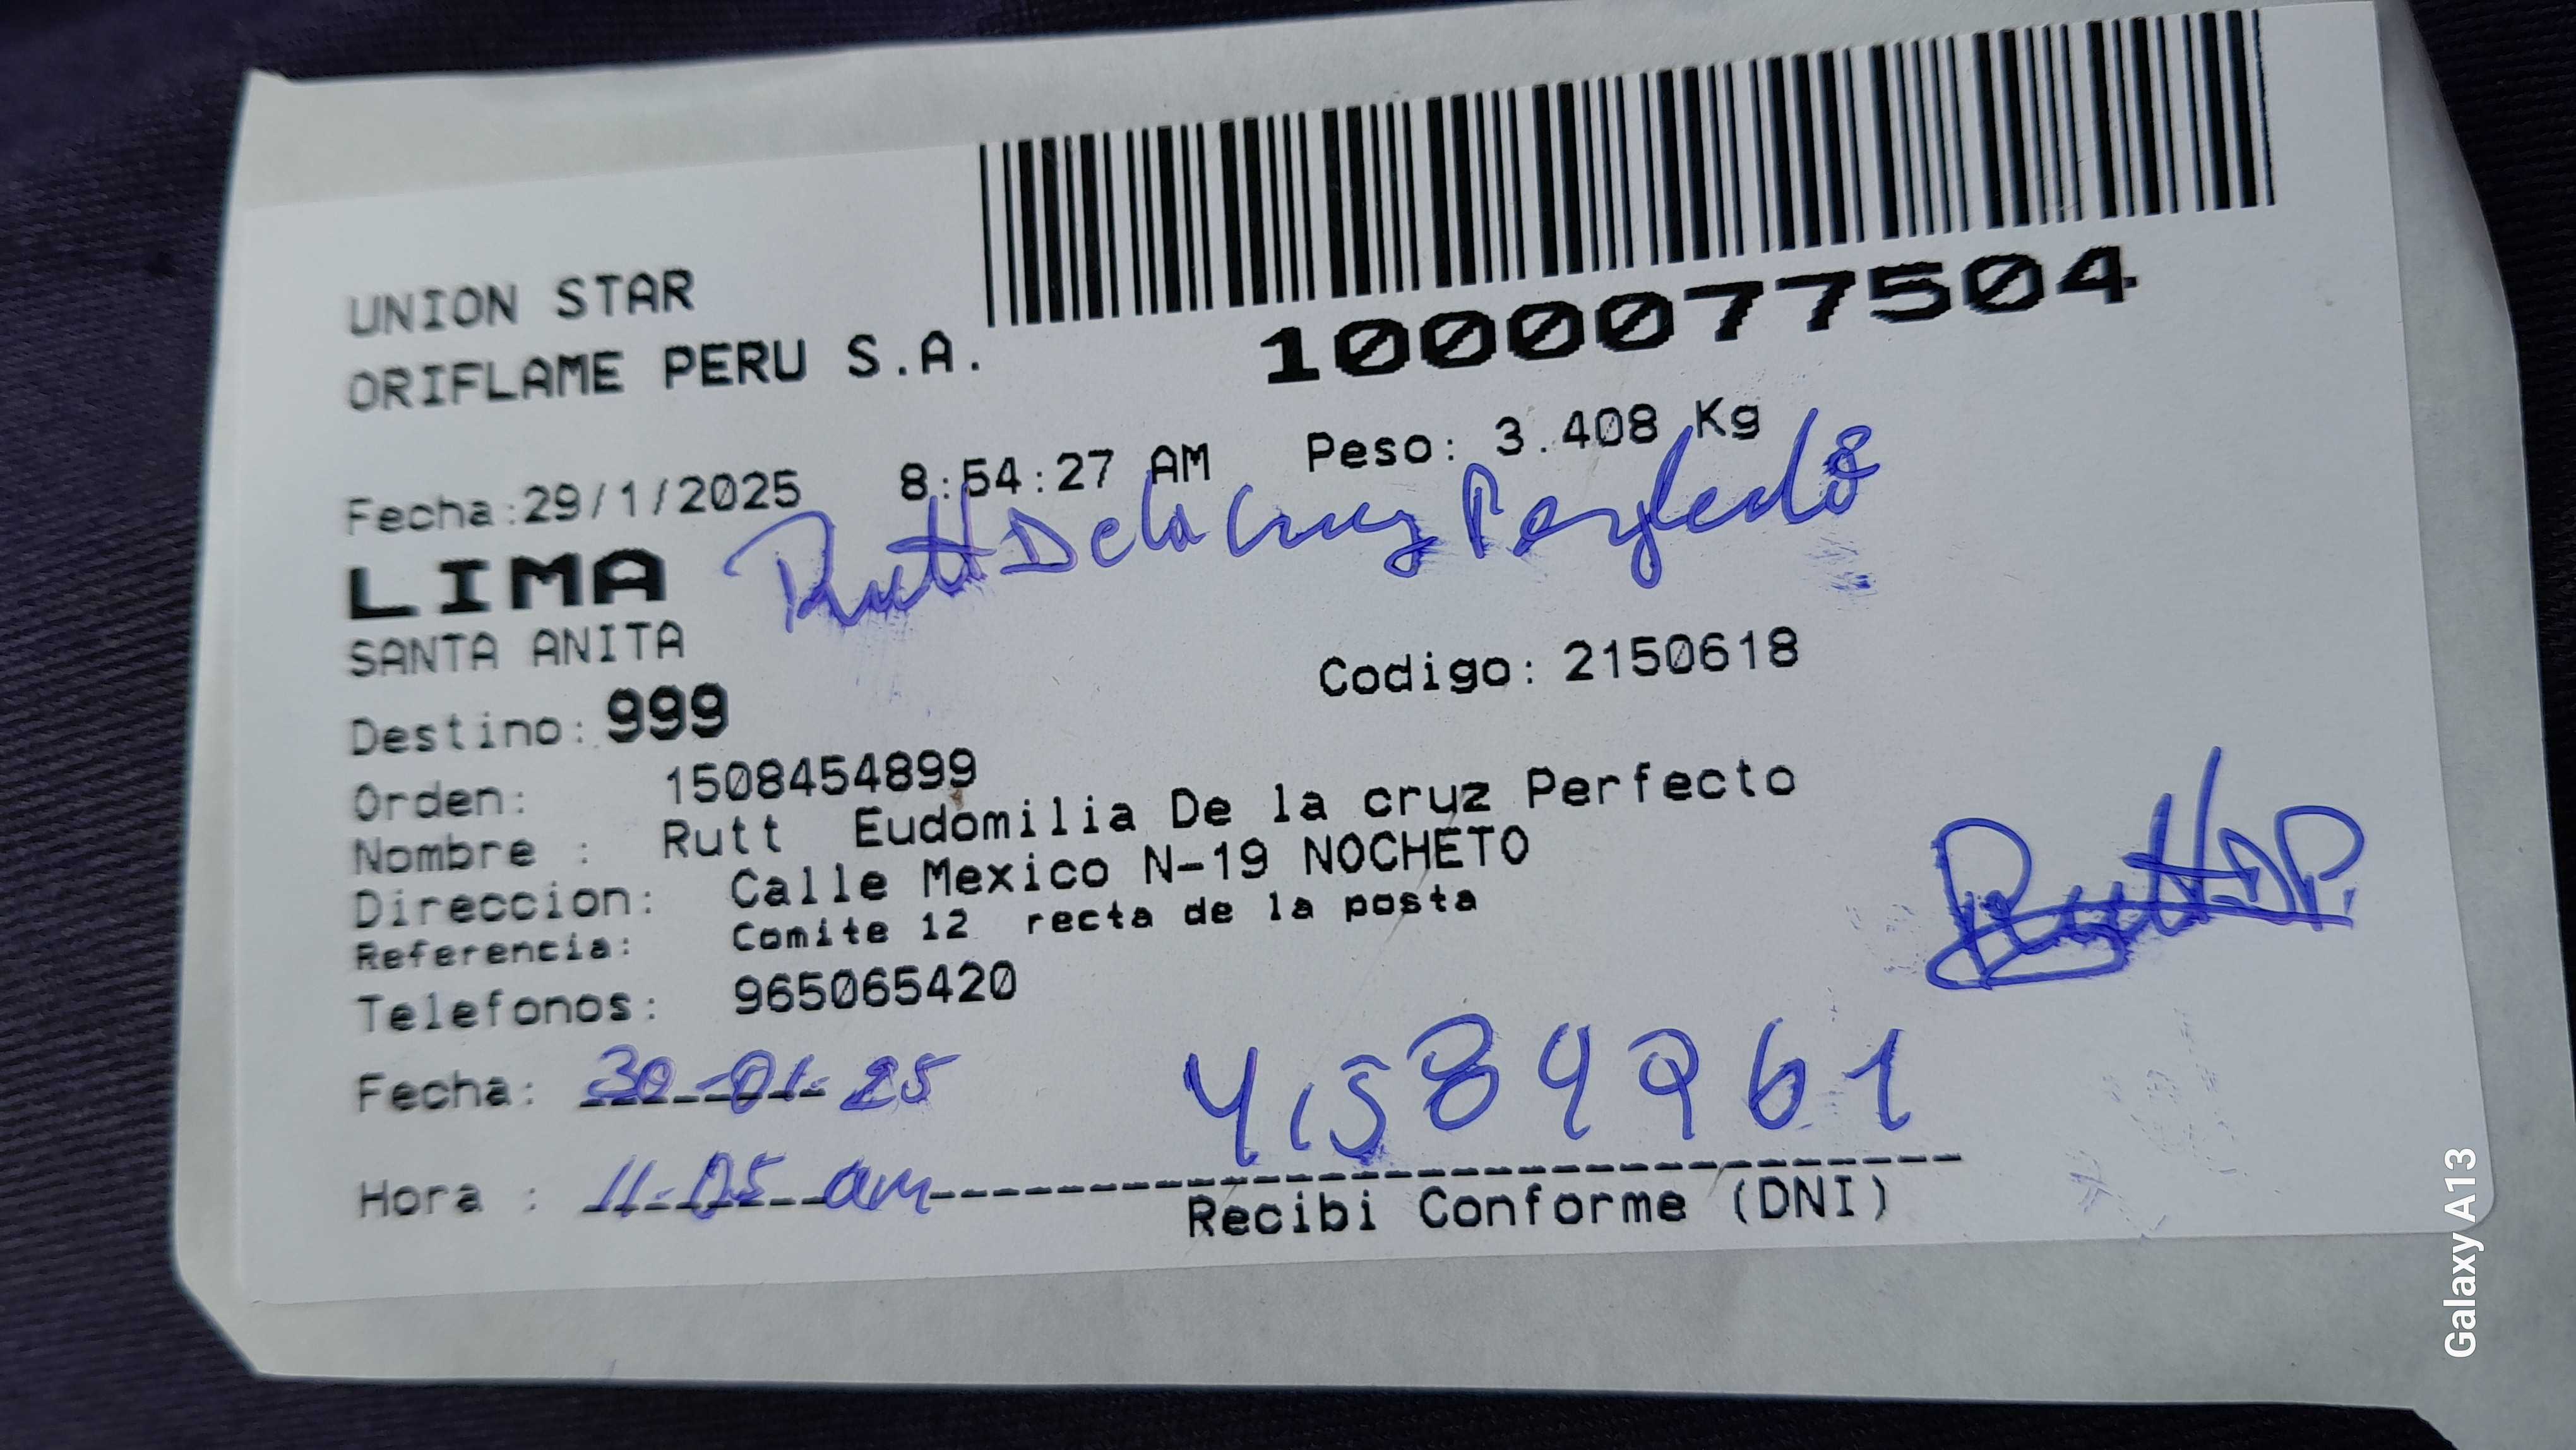 1000077504
UNION STAR
ORIFLAME PERU S.A.
Fecha:29/1/2025 8:54:27 AM Peso: 3.408 Kg
Rutt De la Cruz Perfecto
LIMA
SANTA ANITA
Destino: 999 Codigo: 2150618
Orden: 1508454899
Nombre : Rutt Eudomilia De la cruz Perfecto
Direccion: Calle Mexico N-19 NOCHETO
Referencia: Comite 12 recta de la posta
Telefonos: 965065420
Rutt DP.
Fecha: 30-01-25
Hora : 11-05 am
Recibi Conforme (DNI)
Galaxy A13